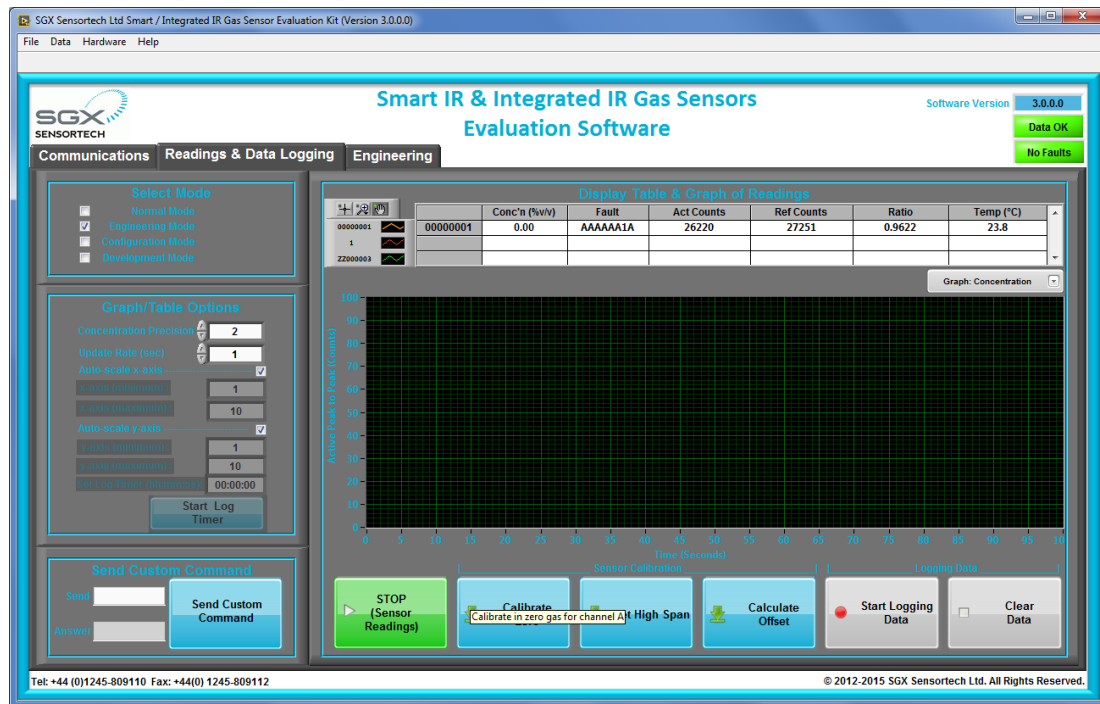 SGX Sensortech Ltd Smart / Integrated IR Gas Sensor Evaluation Kit (Version 3.0.0.0)
File Data Hardware Help
SGX
SENSORTECH
Smart IR & Integrated IR Gas Sensors
Evaluation Software
Software Version 3.0.0.0
Data OK
No Faults
Communications Readings & Data Logging Engineering
Select Mode
Normal Mode
Engineering Mode
Configuration Mode
Development Mode
Graph/Table Options
Concentration Precision 2
Update Rate (sec) 1
Auto-scale x-axis
1
10
Auto-scale y-axis
1
10
00:00:00
Start Log
Timer
Send Custom Command
Send
Answer
Send Custom
Command
Display Table & Graph of Readings
Conc'n (%v/v) Fault Act Counts Ref Counts Ratio Temp (°C)
00000001 00000001 0.00 AAAAAA1A 26220 27251 0.9622 23.8
1
ZZ000003
Graph: Concentration
Active Peak to Peak (Counts)
100
90
80
70
60
50
40
30
20
10
0
0 5 10 15 20 25 30 35 40 45 50 55 60 65 70 75 80 85 90 95 10
Time (Seconds)
Sensor Calibration
Logging Data
STOP
(Sensor
Readings)
Calibrate
Calibrate in zero gas for channel A
High Span
Calculate
Offset
Start Logging
Data
Clear
Data
Tel: +44 (0)1245-809110 Fax: +44(0) 1245-809112
© 2012-2015 SGX Sensortech Ltd. All Rights Reserved.